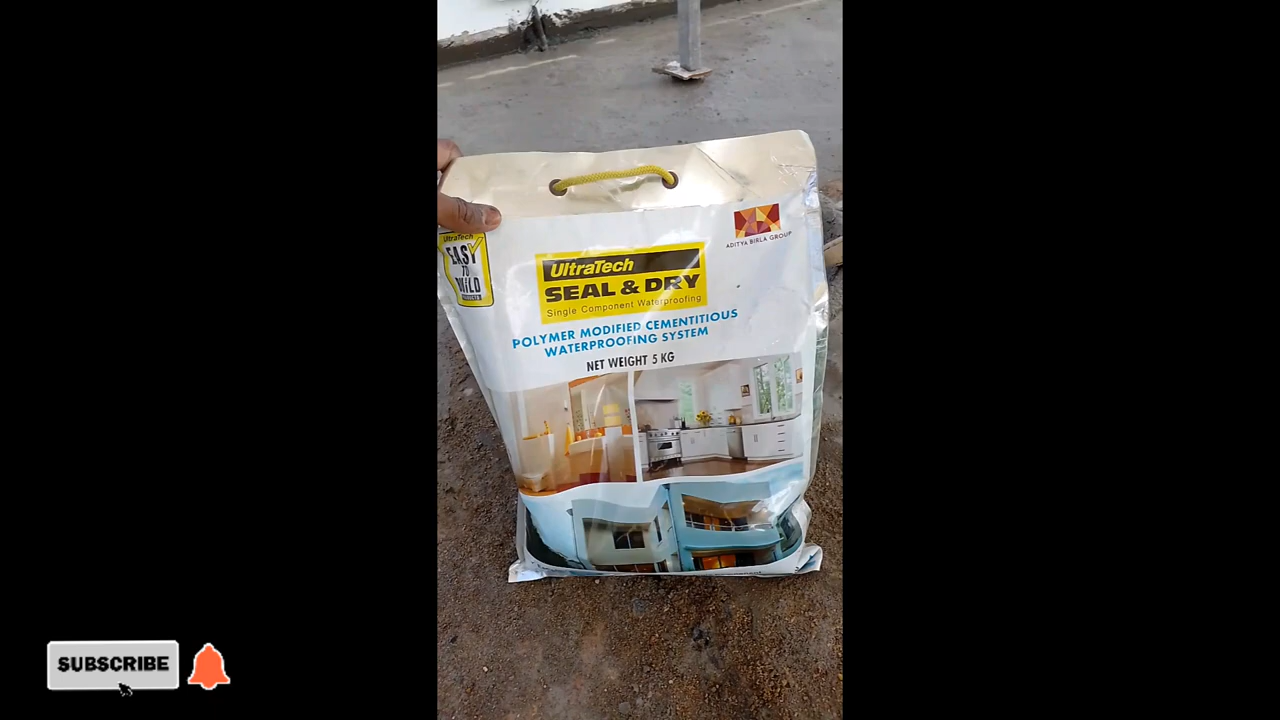 UltraTech
EASY
TO
BUILD
PRODUCTS
ADITYA BIRLA GROUP
UltraTech
SEAL & DRY
Single Component Waterproofing
POLYMER MODIFIED CEMENTITIOUS
WATERPROOFING SYSTEM
NET WEIGHT 5 KG
SUBSCRIBE